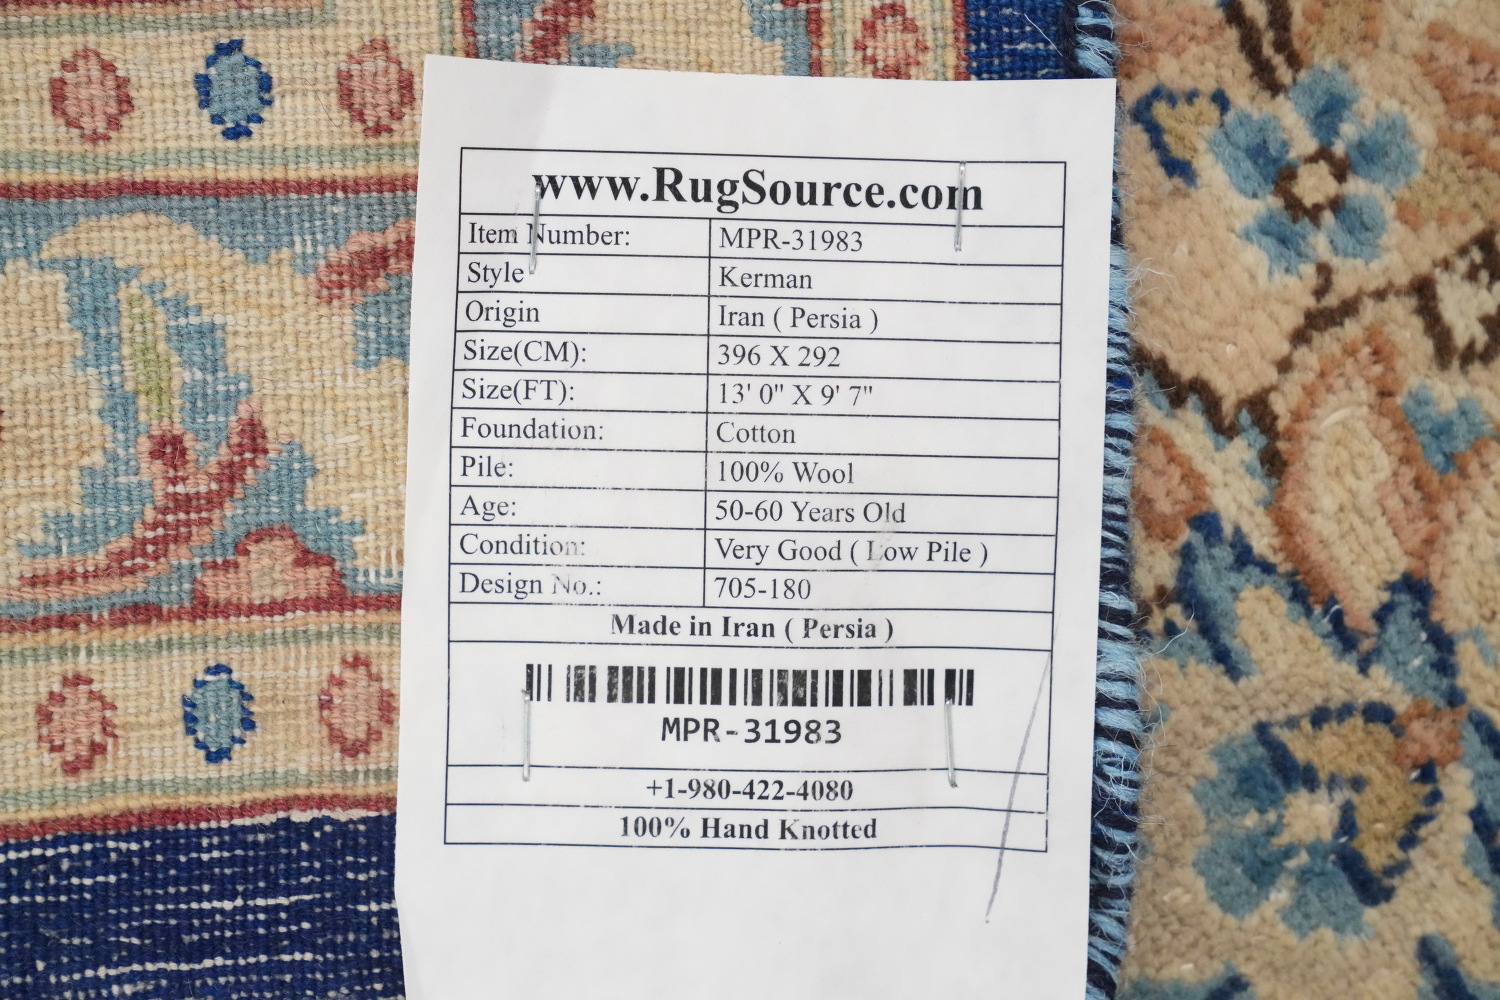 www.RugSource.com
Item Number: MPR-31983
Style Kerman
Origin Iran ( Persia )
Size(CM): 396 X 292
Size(FT): 13' 0" X 9' 7"
Foundation: Cotton
Pile: 100% Wool
Age: 50-60 Years Old
Condition: Very Good ( Low Pile )
Design No.: 705-180
Made in Iran ( Persia )
MPR-31983
+1-980-422-4080
100% Hand Knotted